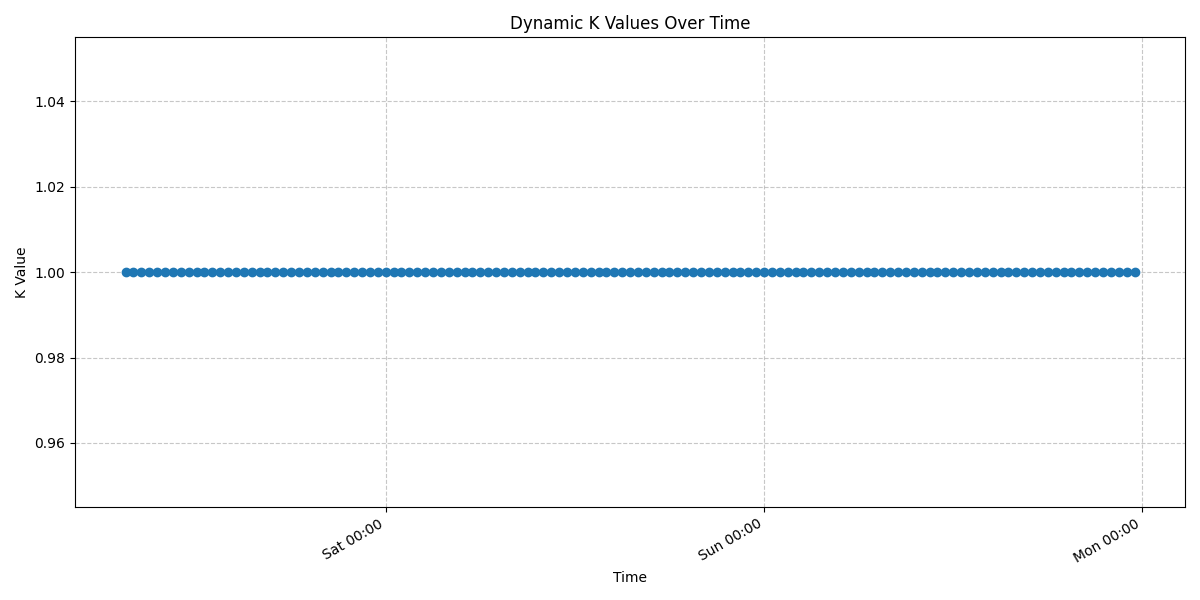 Dynamic K Values Over Time
K Value
1.04
1.02
1.00
0.98
0.96
Sat 00:00
Sun 00:00
Mon 00:00
Time